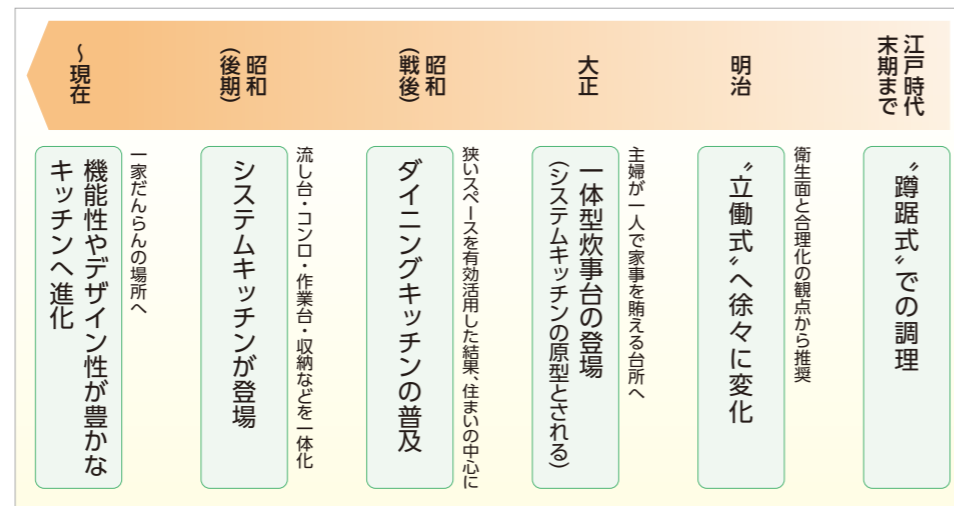 江戸時代
末期まで
〝蹲踞式〟での調理
明治
衛生面と合理化の観点から推奨
〝立働式〟へ徐々に変化
大正
主婦が一人で家事を賄える台所へ
一体型炊事台の登場
(システムキッチンの原型とされる)
昭和
(戦後)
狭いスペースを有効活用した結果、住まいの中心に
ダイニングキッチンの普及
昭和
(後期)
流し台・コンロ・作業台・収納などを一体化
システムキッチンが登場
～現在
一家だんらんの場所へ
機能性やデザイン性が豊かな
キッチンへ進化